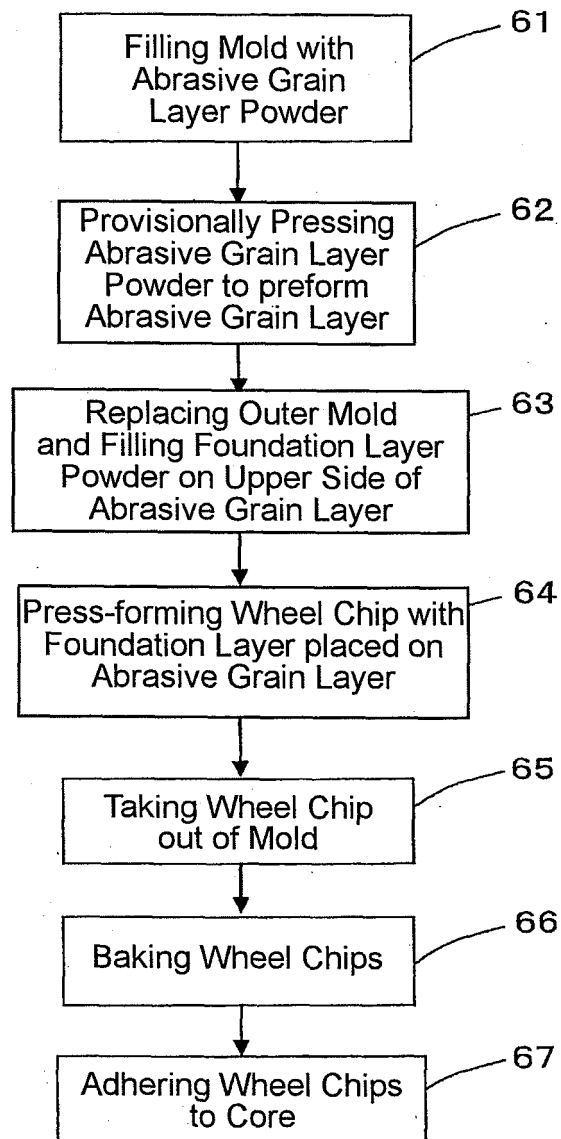 61
Filling Mold with
Abrasive Grain
Layer Powder
62
Provisionally Pressing
Abrasive Grain Layer
Powder to preform
Abrasive Grain Layer
63
Replacing Outer Mold
and Filling Foundation Layer
Powder on Upper Side of
Abrasive Grain Layer
64
Press-forming Wheel Chip with
Foundation Layer placed on
Abrasive Grain Layer
65
Taking Wheel Chip
out of Mold
66
Baking Wheel Chips
67
Adhering Wheel Chips
to Core